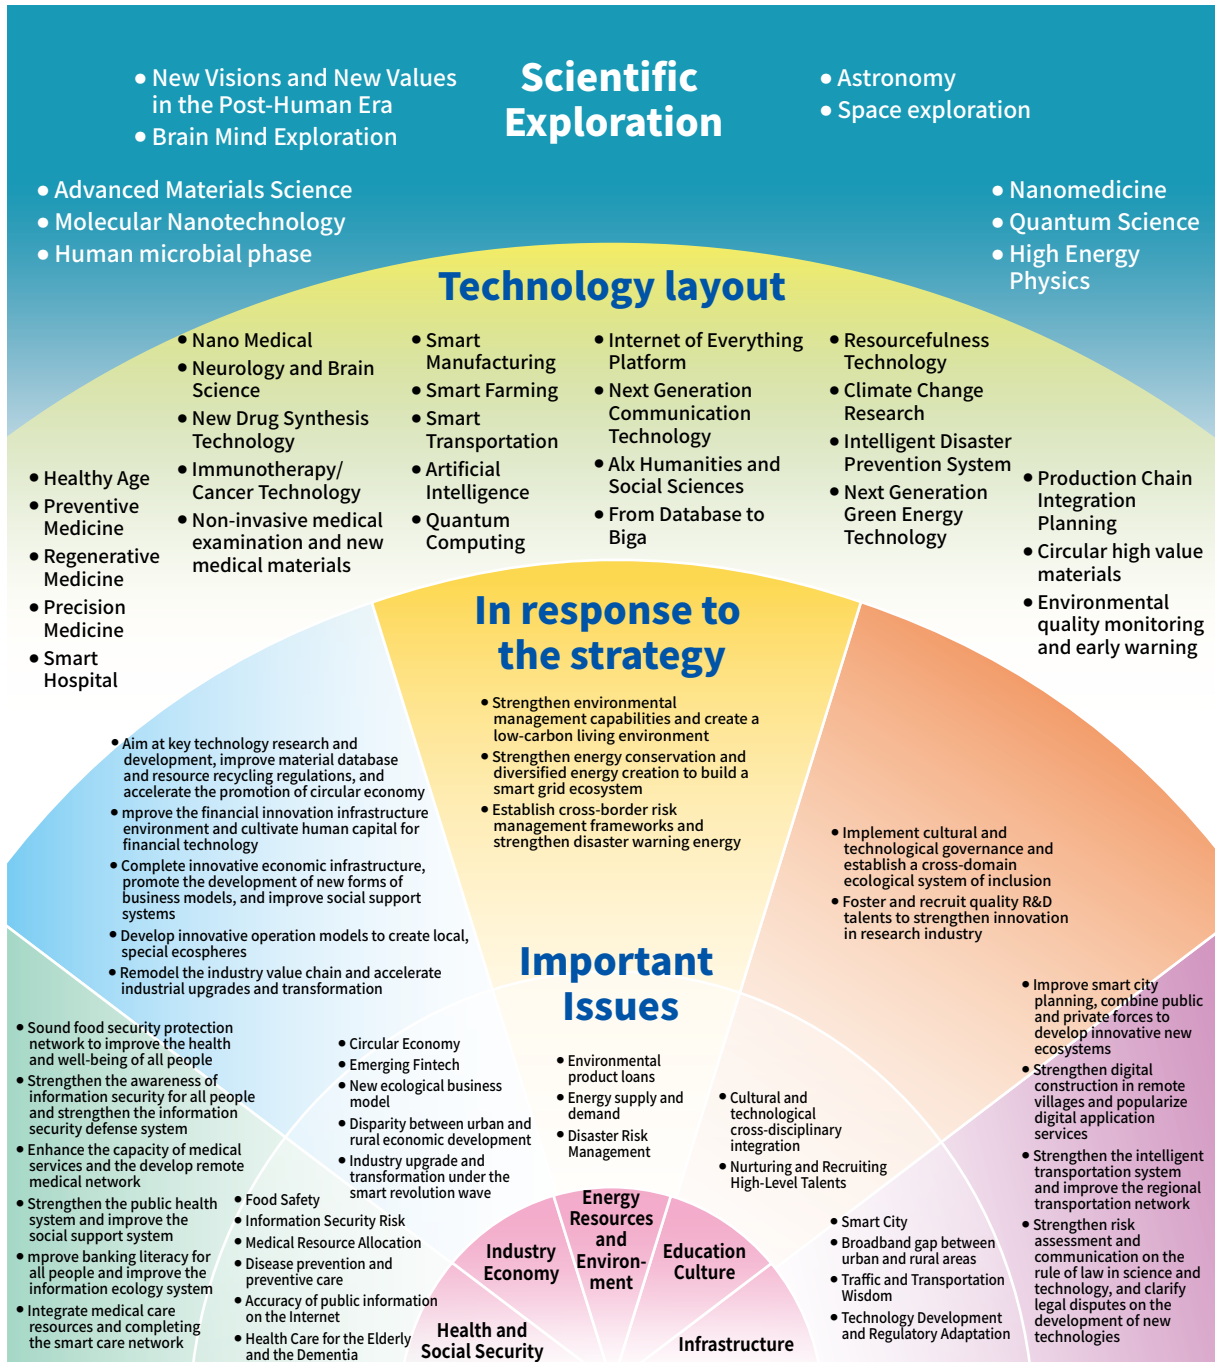 Scientific
Exploration
● New Visions and New Values
in the Post-Human Era
● Brain Mind Exploration
● Astronomy
● Space exploration
● Advanced Materials Science
● Molecular Nanotechnology
● Human microbial phase
● Nanomedicine
● Quantum Science
● High Energy
Physics
Technology layout
● Healthy Age
● Preventive
Medicine
● Regenerative
Medicine
● Precision
Medicine
● Smart
Hospital
● Nano Medical
● Neurology and Brain
Science
● New Drug Synthesis
Technology
● Immunotherapy/
Cancer Technology
● Non-invasive medical
examination and new
medical materials
● Smart
Manufacturing
● Smart Farming
● Smart
Transportation
● Artificial
Intelligence
● Quantum
Computing
● Internet of Everything
Platform
● Next Generation
Communication
Technology
● Alx Humanities and
Social Sciences
● From Database to
Biga
● Resourcefulness
Technology
● Climate Change
Research
● Intelligent Disaster
Prevention System
● Next Generation
Green Energy
Technology
● Production Chain
Integration
Planning
● Circular high value
materials
● Environmental
quality monitoring
and early warning
In response to
the strategy
● Strengthen environmental
management capabilities and create a
low-carbon living environment
● Strengthen energy conservation and
diversified energy creation to build a
smart grid ecosystem
● Establish cross-border risk
management frameworks and
strengthen disaster warning energy
● Aim at key technology research and
development, improve material database
and resource recycling regulations, and
accelerate the promotion of circular economy
● mprove the financial innovation infrastructure
environment and cultivate human capital for
financial technology
● Complete innovative economic infrastructure,
promote the development of new forms of
business models, and improve social support
systems
● Develop innovative operation models to create local,
special ecospheres
● Remodel the industry value chain and accelerate
industrial upgrades and transformation
● Implement cultural and
technological governance and
establish a cross-domain
ecological system of inclusion
● Foster and recruit quality R&D
talents to strengthen innovation
in research industry
● Sound food security protection
network to improve the health
and well-being of all people
● Strengthen the awareness of
information security for all people
and strengthen the information
security defense system
● Enhance the capacity of medical
services and the develop remote
medical network
● Strengthen the public health
system and improve the
social support system
● mprove banking literacy for
all people and improve the
information ecology system
● Integrate medical care
resources and completing
the smart care network
● Improve smart city
planning, combine public
and private forces to
develop innovative new
ecosystems
● Strengthen digital
construction in remote
villages and popularize
digital application
services
● Strengthen the intelligent
transportation system
and improve the regional
transportation network
● Strengthen risk
assessment and
communication on the
rule of law in science and
technology, and clarify
legal disputes on the
development of new
technologies
Important
Issues
● Circular Economy
● Emerging Fintech
● New ecological business
model
● Disparity between urban and
rural economic development
● Industry upgrade and
transformation under the
smart revolution wave
● Environmental
product loans
● Energy supply and
demand
● Disaster Risk
Management
● Cultural and
technological
cross-disciplinary
integration
● Nurturing and Recruiting
High-Level Talents
● Food Safety
● Information Security Risk
● Medical Resource Allocation
● Disease prevention and
preventive care
● Accuracy of public information
on the Internet
● Health Care for the Elderly
and the Dementia
● Smart City
● Broadband gap between
urban and rural areas
● Traffic and Transportation
Wisdom
● Technology Development
and Regulatory Adaptation
Health and
Social Security
Industry
Economy
Energy
Resources
and
Environ-
ment
Education
Culture
Infrastructure